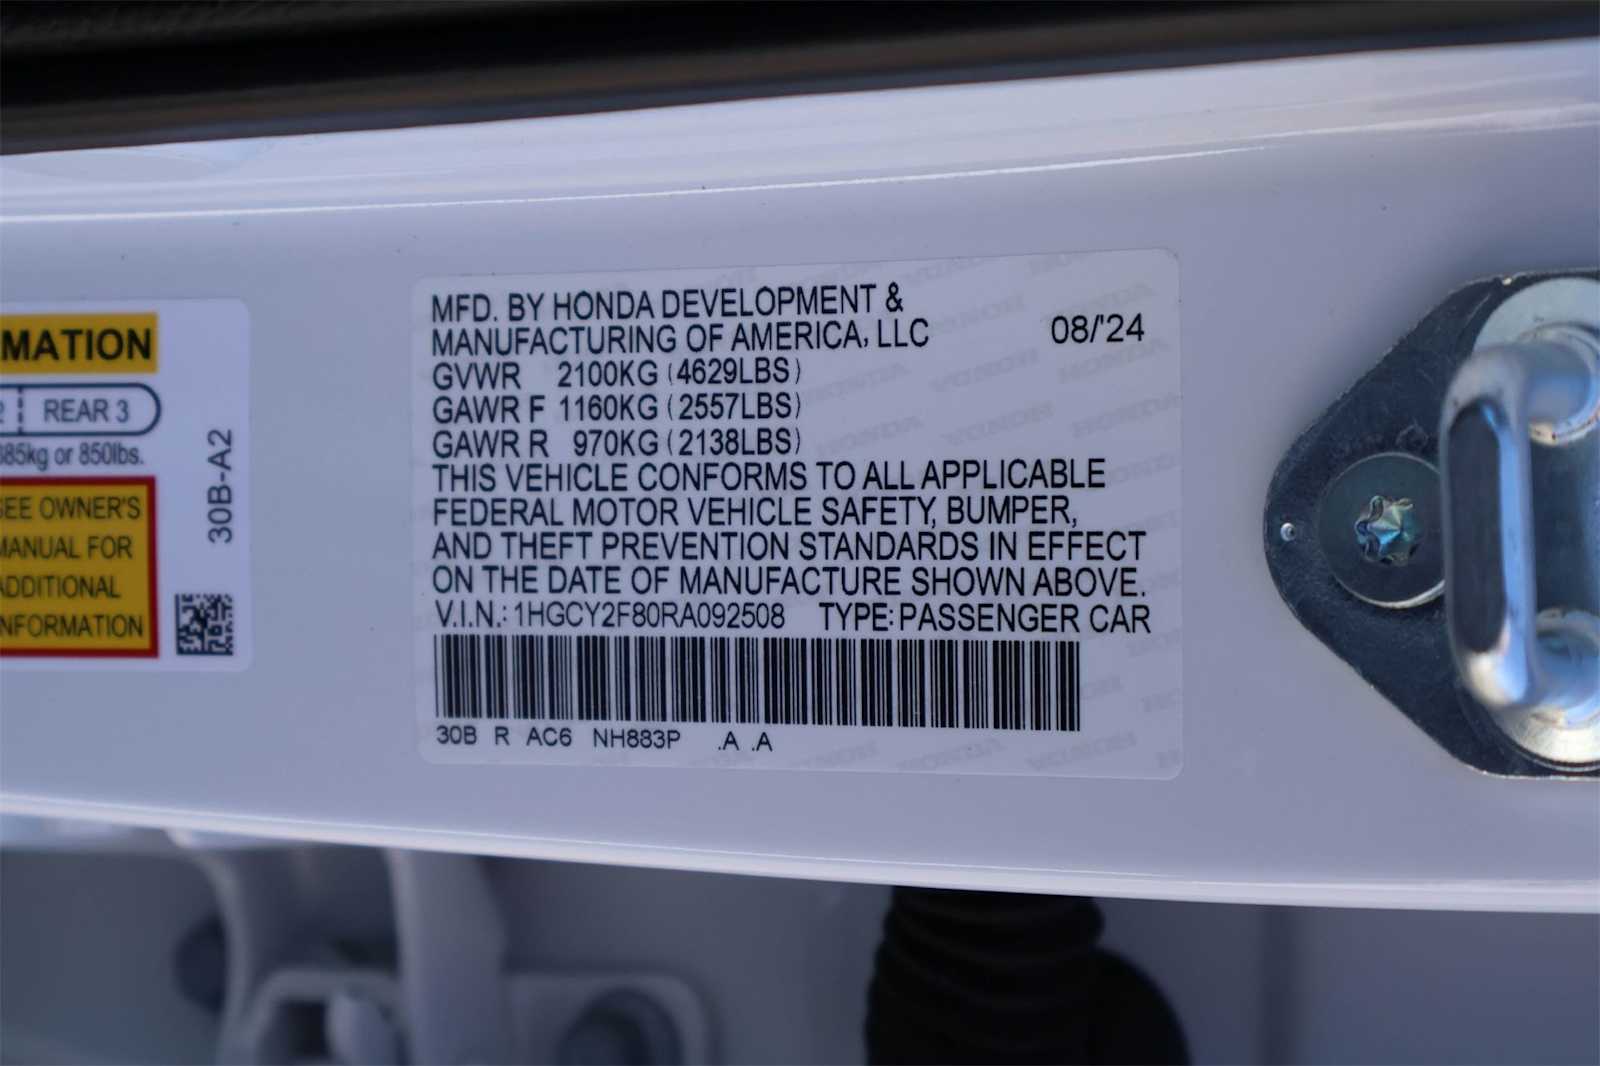 MATION
REAR 3
385kg or 850lbs.
SEE OWNER'S
MANUAL FOR
ADDITIONAL
INFORMATION
30B-A2
MFD. BY HONDA DEVELOPMENT &
MANUFACTURING OF AMERICA, LLC 08/'24
GVWR 2100KG (4629LBS)
GAWR F 1160KG (2557LBS)
GAWR R 970KG (2138LBS)
THIS VEHICLE CONFORMS TO ALL APPLICABLE
FEDERAL MOTOR VEHICLE SAFETY, BUMPER,
AND THEFT PREVENTION STANDARDS IN EFFECT
ON THE DATE OF MANUFACTURE SHOWN ABOVE.
V.I.N.: 1HGCY2F80RA092508 TYPE: PASSENGER CAR
30B R AC6 NH883P .A .A